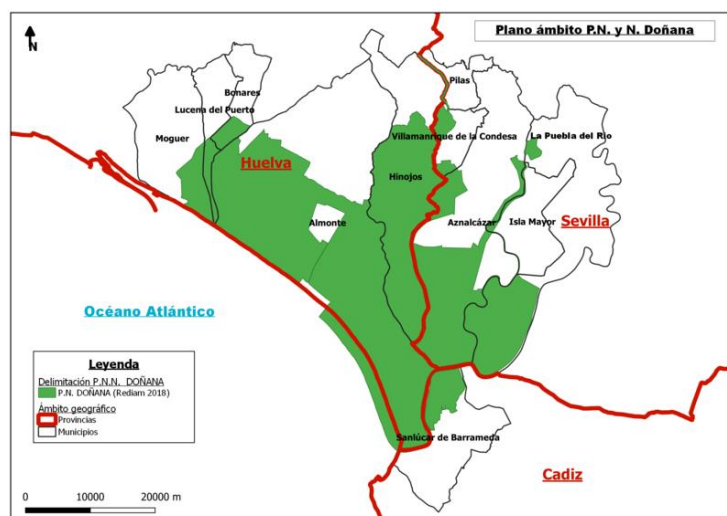 Plano ámbito P.N. y N. Doñana
N
Pilas
Bonares
Lucena del Puerto
Moguer
Villamanrique de la Condesa
La Puebla del Río
Huelva
Hinojos
Almonte
Aznalcázar
Isla Mayor
Sevilla
Océano Atlántico
Leyenda
Delimitación P.N.N. DOÑANA
P.N. DOÑANA (Rediam 2018)
Ámbito geográfico
Provincias
Municipios
Sanlúcar de Barrameda
Cadiz
0 10000 20000 m